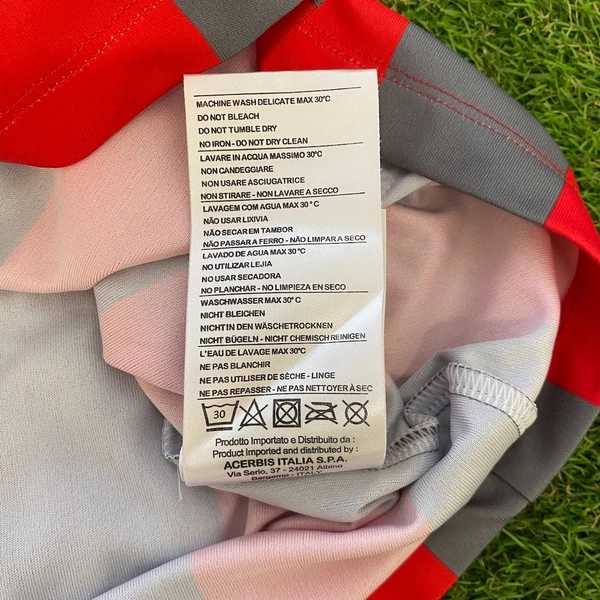 MACHINE WASH DELICATE MAX 30°C
DO NOT BLEACH
DO NOT TUMBLE DRY
NO IRON - DO NOT DRY CLEAN
LAVARE IN ACQUA MASSIMO 30°C
NON CANDEGGIARE
NON USARE ASCIUGATRICE
NON STIRARE - NON LAVARE A SECCO
LAVAGEM COM AGUA MAX 30°C
NÃO USAR LIXIVIA
NÃO SECAR EM TAMBOR
NÃO PASSAR A FERRO - NÃO LIMPAR A SECO
LAVADO DE AGUA MAX 30°C
NO UTILIZAR LEJIA
NO USAR SECADORA
NO PLANCHAR - NO LIMPIEZA EN SECO
WASCHWASSER MAX 30°C
NICHT BLEICHEN
NICHT IN DEN WÄSCHETROCKNEN
NICHT BÜGELN - NICHT CHEMISCH REINIGEN
L'EAU DE LAVAGE MAX 30°C
NE PAS BLANCHIR
NE PAS UTILISER DE SÈCHE - LINGE
NE PAS REPASSER - NE PAS NETTOYER À SEC
30
Prodotto Importato e Distribuito da :
Product Imported and distributed by :
ACERBIS ITALIA S.P.A.
Via Serio, 37 - 24021 Albino
Bergamo - ITALY